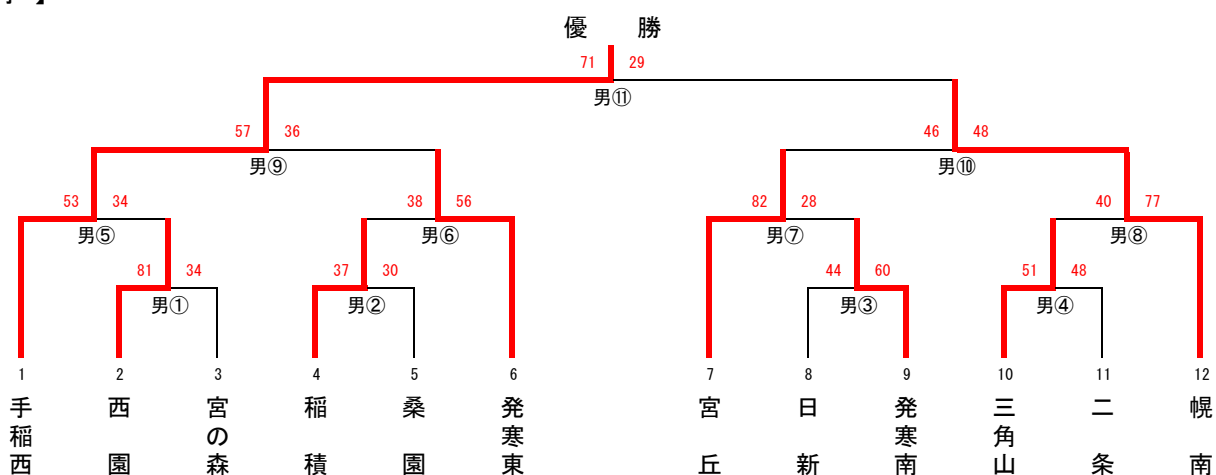 】
優 勝
71 29
男⑪
57 36 46 48
男⑨ 男⑩
53 34 38 56 82 28 40 77
男⑤ 男⑥ 男⑦ 男⑧
81 34 37 30 44 60 51 48
男① 男② 男③ 男④
1 2 3 4 5 6 7 8 9 10 11 12
手稲西
西園
宮の森
稲積
桑園
発寒東
宮丘
日新
発寒南
三角山
二条
幌南